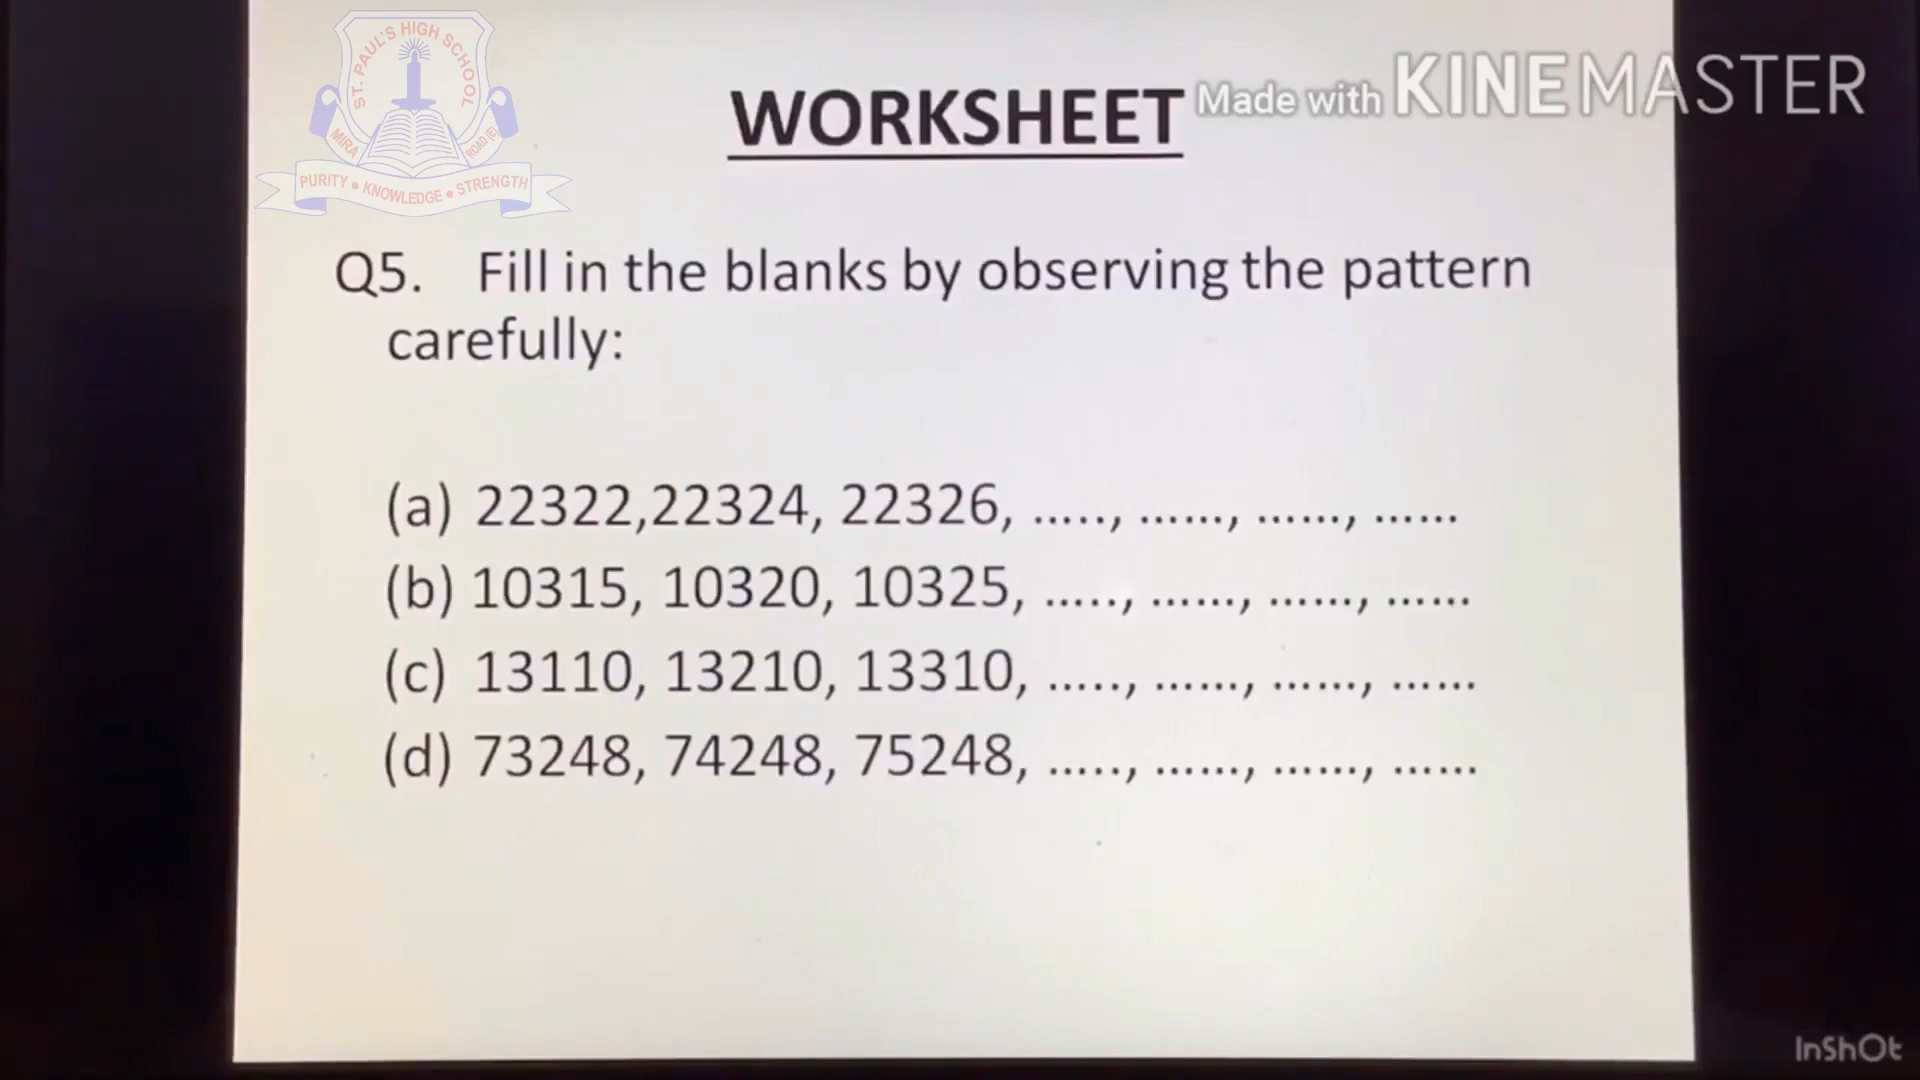 ST. PAUL'S HIGH SCHOOL
MIRA ROAD (E)
PURITY • KNOWLEDGE • STRENGTH
WORKSHEET
Made with KINEMASTER
Q5. Fill in the blanks by observing the pattern
carefully:
(a) 22322,22324, 22326, ....., ......, ......, ......
(b) 10315, 10320, 10325, ....., ......, ......, ......
(c) 13110, 13210, 13310, ....., ......, ......, ......
(d) 73248, 74248, 75248, ....., ......, ......, ......
InShOt